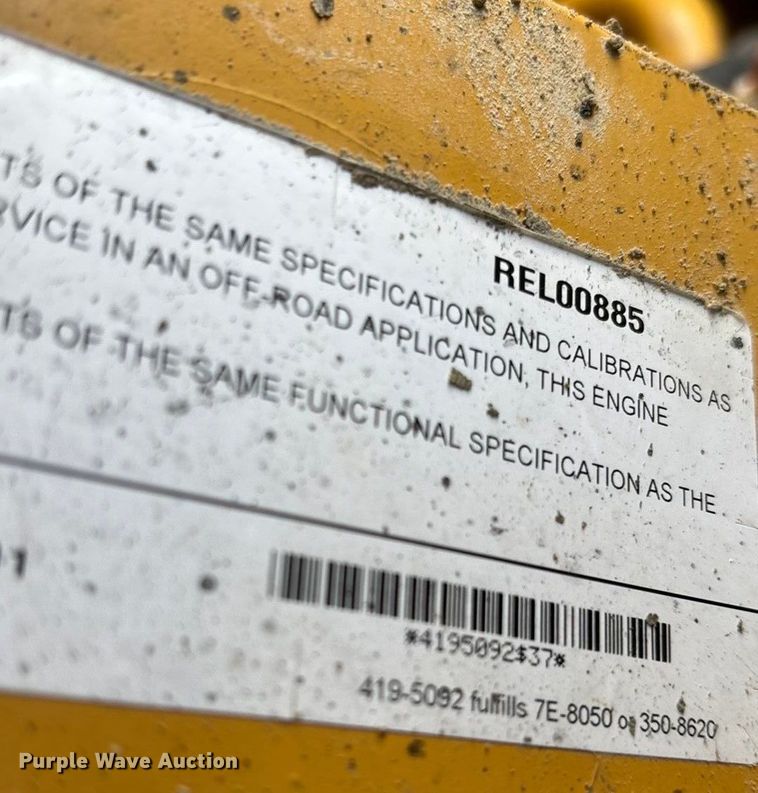 REL00885
TS OF THE SAME SPECIFICATIONS AND CALIBRATIONS AS
RVICE IN AN OFF-ROAD APPLICATION, THIS ENGINE
TS OF THE SAME FUNCTIONAL SPECIFICATION AS THE
*4195092$37*
419-5092 fulfills 7E-8050 or 350-8620
Purple Wave Auction